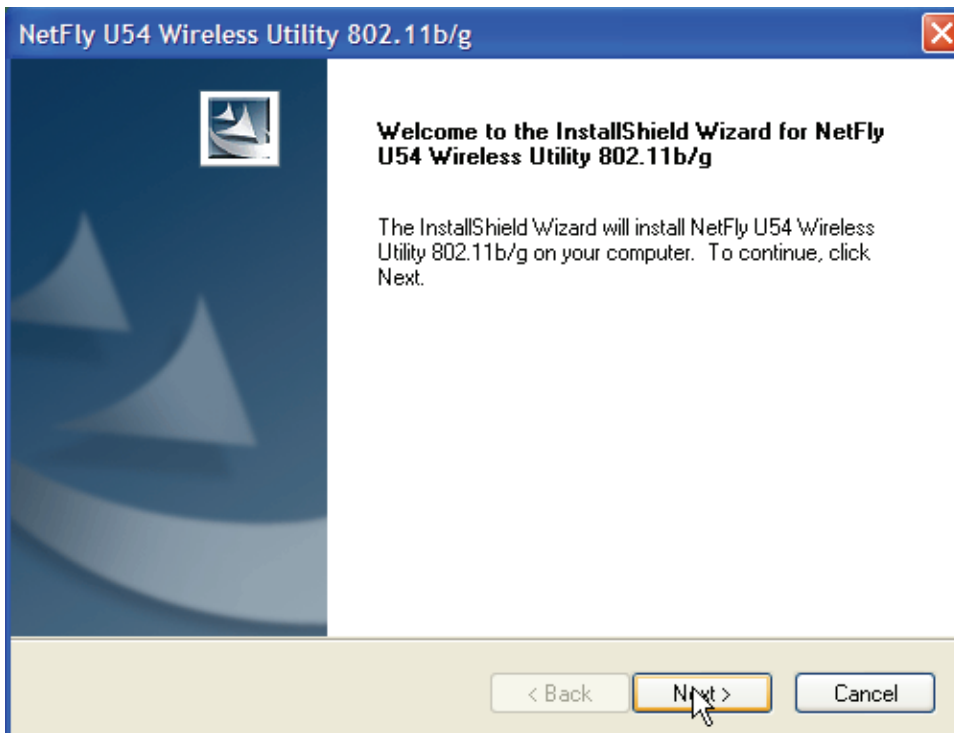 NetFly U54 Wireless Utility 802.11b/g
Welcome to the InstallShield Wizard for NetFly
U54 Wireless Utility 802.11b/g
The InstallShield Wizard will install NetFly U54 Wireless
Utility 802.11b/g on your computer. To continue, click
Next.
< Back
Next >
Cancel